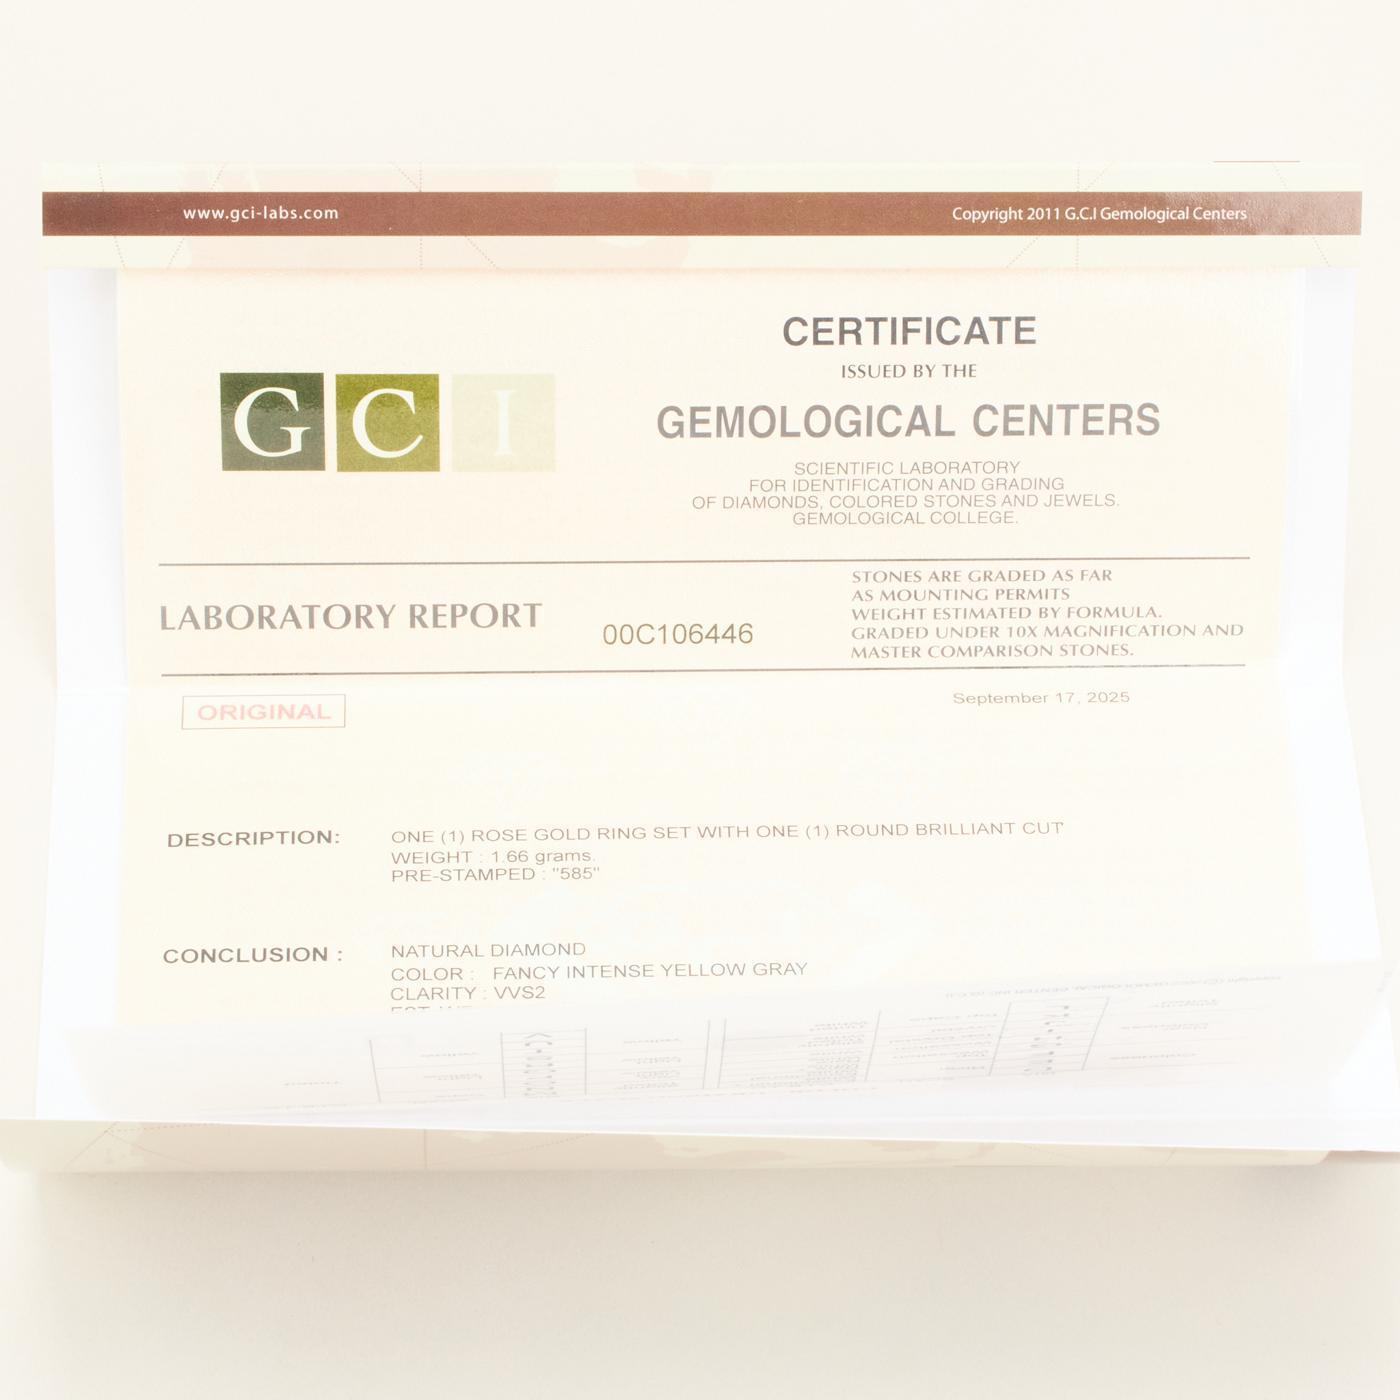 www.gci-labs.com
Copyright 2011 G.C.I Gemological Centers
GCI
CERTIFICATE
ISSUED BY THE
GEMOLOGICAL CENTERS
SCIENTIFIC LABORATORY
FOR IDENTIFICATION AND GRADING
OF DIAMONDS, COLORED STONES AND JEWELS.
GEMOLOGICAL COLLEGE.
LABORATORY REPORT
00C106446
STONES ARE GRADED AS FAR
AS MOUNTING PERMITS
WEIGHT ESTIMATED BY FORMULA.
GRADED UNDER 10X MAGNIFICATION AND
MASTER COMPARISON STONES.
ORIGINAL
September 17, 2025
DESCRIPTION: ONE (1) ROSE GOLD RING SET WITH ONE (1) ROUND BRILLIANT CUT
WEIGHT : 1.66 grams.
PRE-STAMPED : "585"
CONCLUSION : NATURAL DIAMOND
COLOR : FANCY INTENSE YELLOW GRAY
CLARITY : VVS2